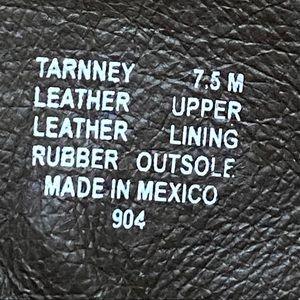 TARNNEY 7.5 M
LEATHER UPPER
LEATHER LINING
RUBBER OUTSOLE
MADE IN MEXICO
904